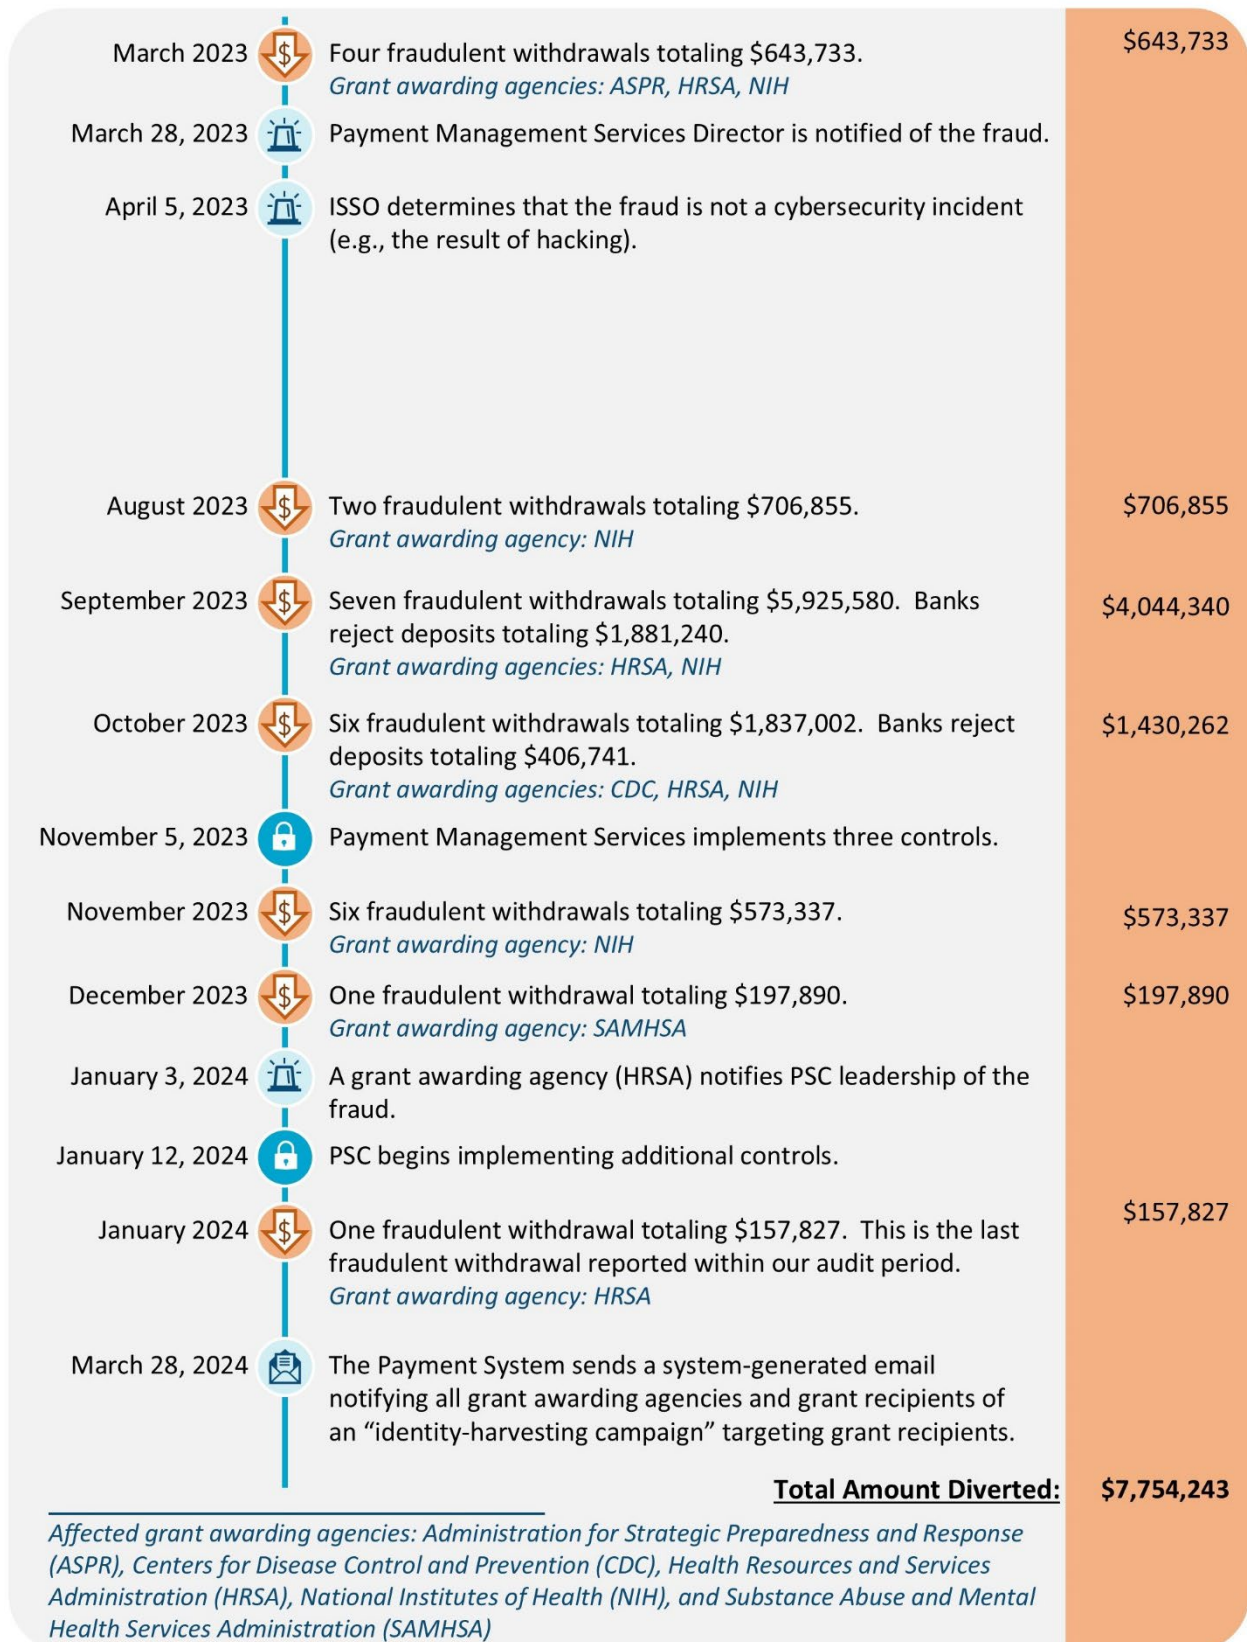 March 2023 Four fraudulent withdrawals totaling $643,733. $643,733
Grant awarding agencies: ASPR, HRSA, NIH
March 28, 2023 Payment Management Services Director is notified of the fraud.
April 5, 2023 ISSO determines that the fraud is not a cybersecurity incident
(e.g., the result of hacking).
August 2023 Two fraudulent withdrawals totaling $706,855. $706,855
Grant awarding agency: NIH
September 2023 Seven fraudulent withdrawals totaling $5,925,580. Banks $4,044,340
reject deposits totaling $1,881,240.
Grant awarding agencies: HRSA, NIH
October 2023 Six fraudulent withdrawals totaling $1,837,002. Banks reject $1,430,262
deposits totaling $406,741.
Grant awarding agencies: CDC, HRSA, NIH
November 5, 2023 Payment Management Services implements three controls.
November 2023 Six fraudulent withdrawals totaling $573,337. $573,337
Grant awarding agency: NIH
December 2023 One fraudulent withdrawal totaling $197,890. $197,890
Grant awarding agency: SAMHSA
January 3, 2024 A grant awarding agency (HRSA) notifies PSC leadership of the
fraud.
January 12, 2024 PSC begins implementing additional controls.
January 2024 One fraudulent withdrawal totaling $157,827. This is the last $157,827
fraudulent withdrawal reported within our audit period.
Grant awarding agency: HRSA
March 28, 2024 The Payment System sends a system-generated email
notifying all grant awarding agencies and grant recipients of
an “identity-harvesting campaign” targeting grant recipients.
Total Amount Diverted: $7,754,243
Affected grant awarding agencies: Administration for Strategic Preparedness and Response
(ASPR), Centers for Disease Control and Prevention (CDC), Health Resources and Services
Administration (HRSA), National Institutes of Health (NIH), and Substance Abuse and Mental
Health Services Administration (SAMHSA)